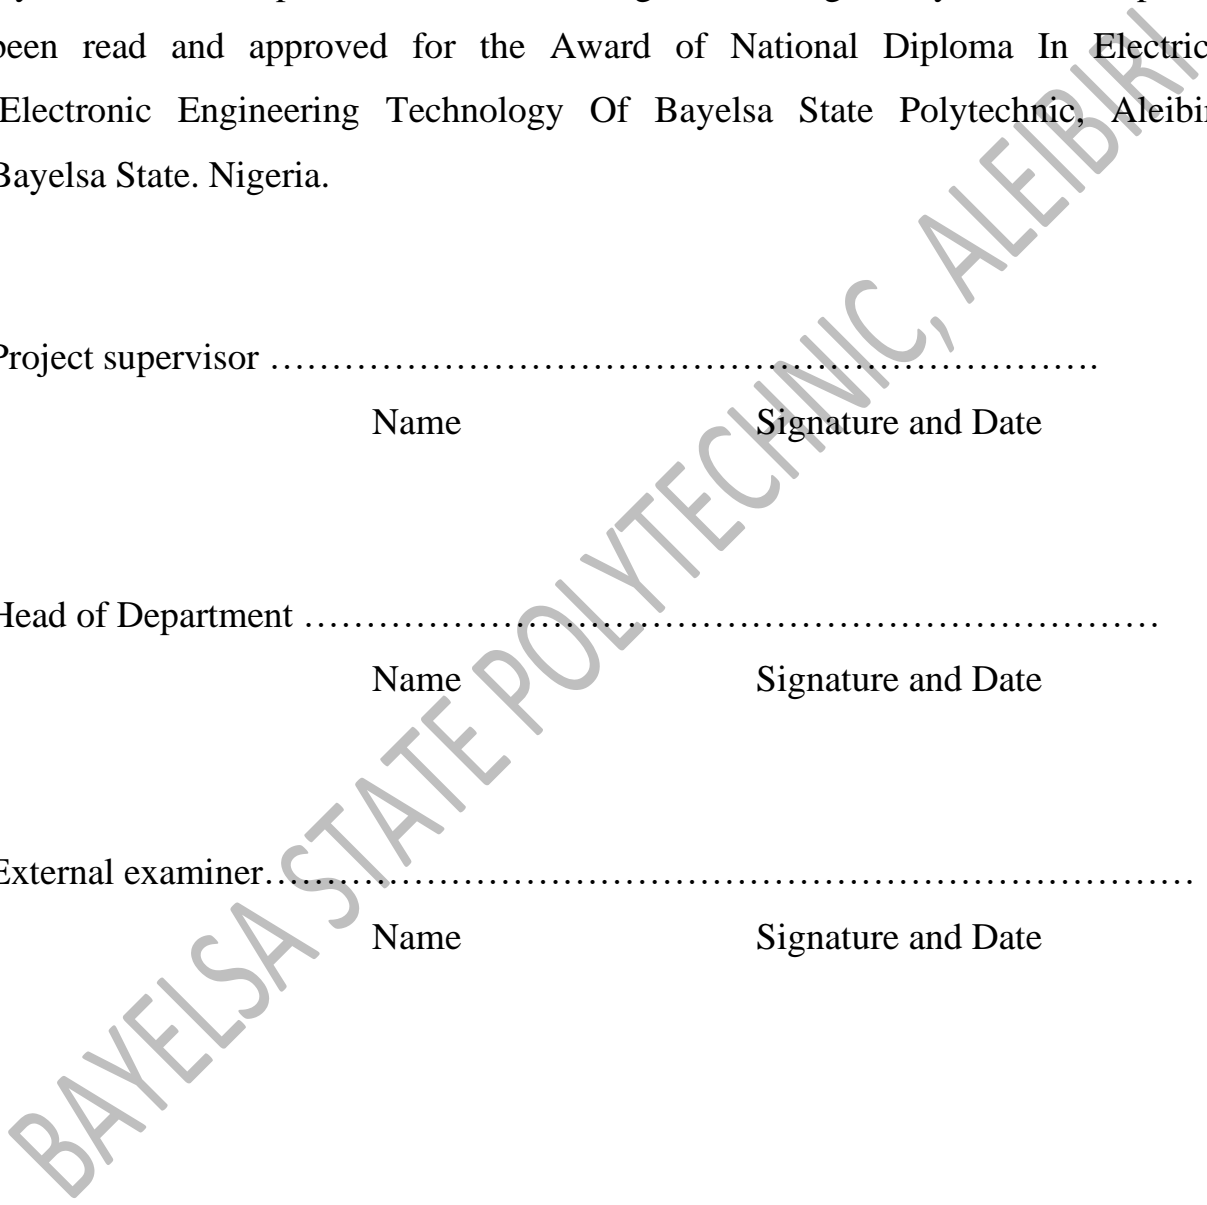 been read and approved for the Award of National Diploma In Electric
Electronic Engineering Technology Of Bayelsa State Polytechnic, Aleibir
Bayelsa State. Nigeria.
Project supervisor ……………………………………………………………….
Name Signature and Date
Head of Department ……………………………………………………………
Name Signature and Date
External examiner…………………………………………………………………
Name Signature and Date
BAYELSA STATE POLYTECHNIC, ALEIBIRI